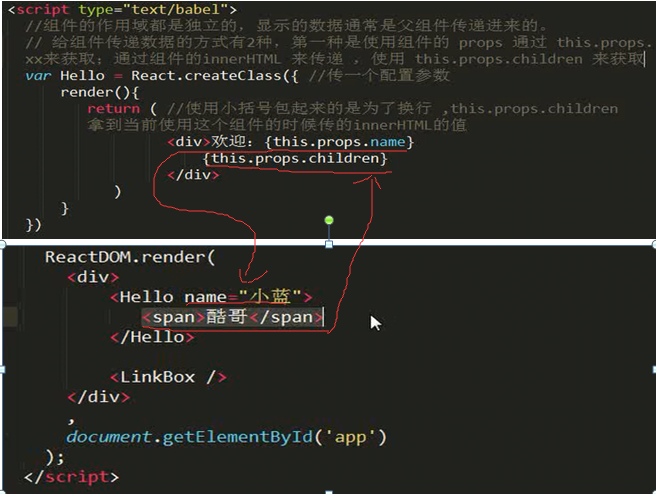 <script type="text/babel">
//组件的作用域都是独立的，显示的数据通常是父组件传递进来的。
// 给组件传递数据的方式有2种，第一种是使用组件的 props 通过 this.props.
xx来获取；通过组件的innerHTML 来传递 ，使用 this.props.children 来获取
var Hello = React.createClass({ //传一个配置参数
render(){
return ( //使用小括号包起来的是为了换行 ,this.props.children
拿到当前使用这个组件的时候传的innerHTML的值
<div>欢迎：{this.props.name}
{this.props.children}
</div>
)
}
})
ReactDOM.render(
<div>
<Hello name="小蓝">
<span>酷哥</span>
</Hello>
<LinkBox />
</div>
,
document.getElementById('app')
);
</script>